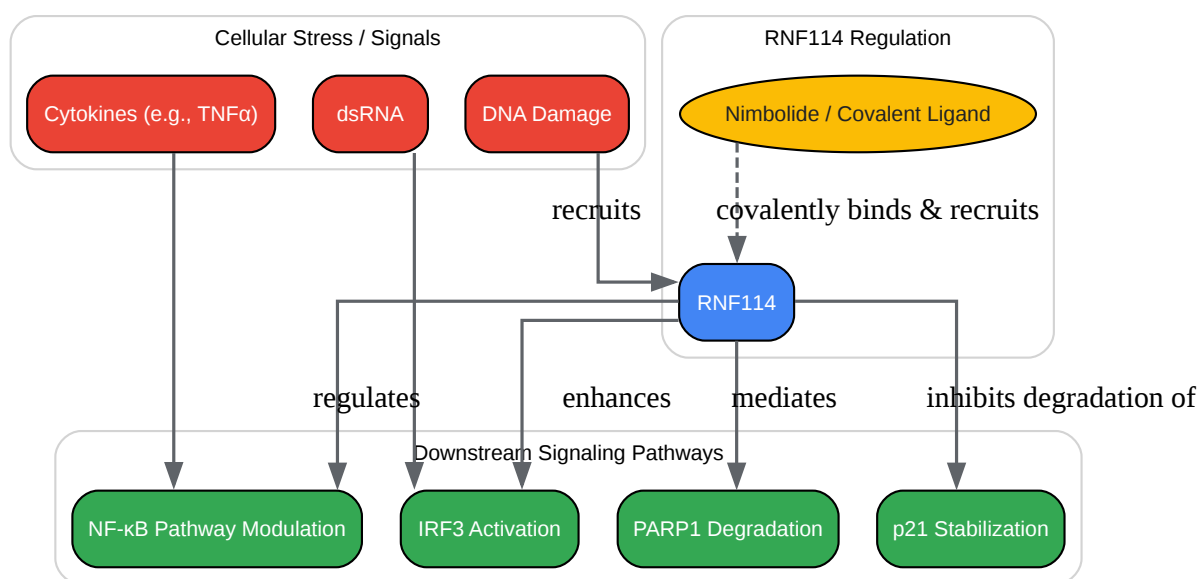 Cellular Stress / Signals
RNF114 Regulation
Cytokines (e.g., TNFα)
dsRNA
DNA Damage
Nimbolide / Covalent Ligand
recruits
covalently binds & recruits
RNF114
regulates
enhances
mediates
inhibits degradation of
Downstream Signaling Pathways
NF-κB Pathway Modulation
IRF3 Activation
PARP1 Degradation
p21 Stabilization